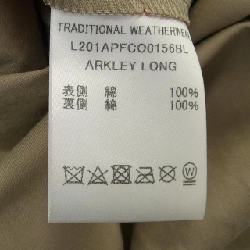 TRADITIONAL WEATHERWEAR
L201APFCO0156BL
ARKLEY LONG
表側 綿 100%
裏側 綿 100%